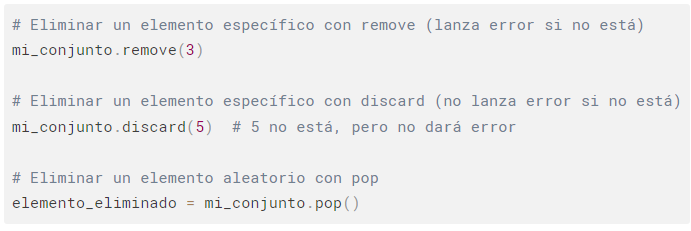 # Eliminar un elemento específico con remove (lanza error si no está)
mi_conjunto.remove(3)
# Eliminar un elemento específico con discard (no lanza error si no está)
mi_conjunto.discard(5)  # 5 no está, pero no dará error
# Eliminar un elemento aleatorio con pop
elemento_eliminado = mi_conjunto.pop()